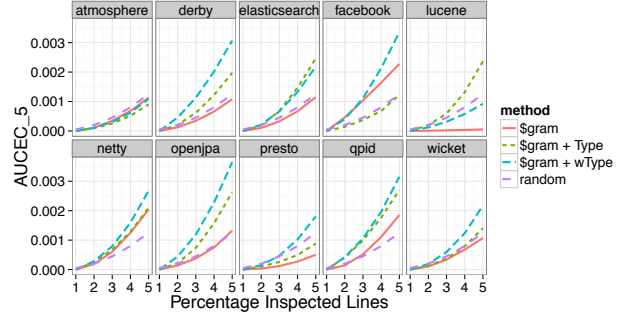 atmosphere derby elasticsearch facebook lucene
0.003
0.002
0.001
0.000
netty openjpa presto qpid wicket
0.003
0.002
0.001
0.000
1 2 3 4 5 1 2 3 4 5 1 2 3 4 5 1 2 3 4 5 1 2 3 4 5
Percentage Inspected Lines
AUCEC_5
method
$gram
$gram + Type
$gram + wType
random